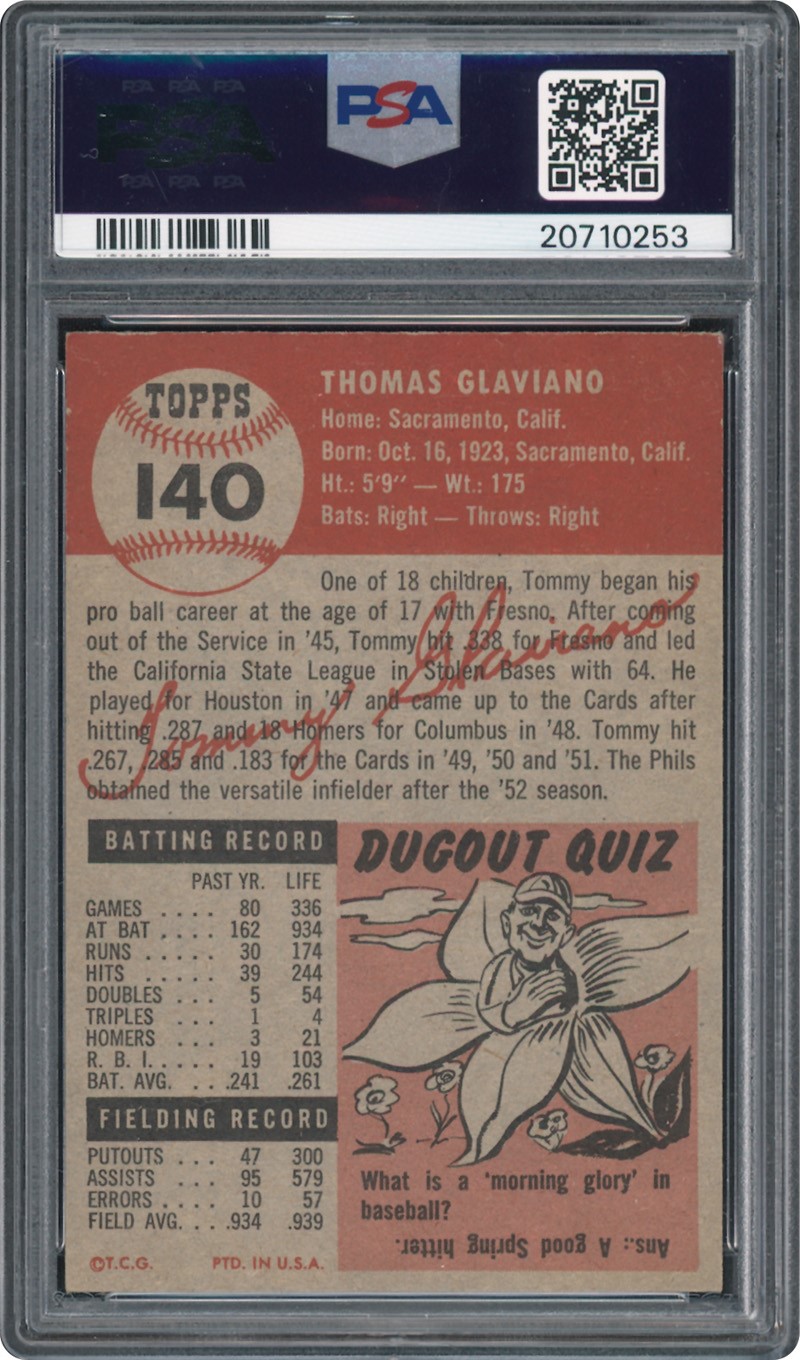 PSA PSA PSA
PSA
PSA PSA PSA
PSA
20710253
TOPPS
140
THOMAS GLAVIANO
Home: Sacramento, Calif.
Born: Oct. 16, 1923, Sacramento, Calif.
Ht.: 5'9" — Wt.: 175
Bats: Right — Throws: Right
One of 18 children, Tommy began his
pro ball career at the age of 17 with Fresno. After coming
out of the Service in '45, Tommy hit .338 for Fresno and led
the California State League in Stolen Bases with 64. He
played for Houston in '47 and came up to the Cards after
hitting .287 and 18 Homers for Columbus in '48. Tommy hit
.267, .285 and .183 for the Cards in '49, '50 and '51. The Phils
obtained the versatile infielder after the '52 season.
Tommy Glaviano
BATTING RECORD
PAST YR. LIFE
GAMES .... 80 336
AT BAT .... 162 934
RUNS ..... 30 174
HITS ..... 39 244
DOUBLES ... 5 54
TRIPLES ... 1 4
HOMERS ... 3 21
R. B. I. .... 19 103
BAT. AVG. ... .241 .261
FIELDING RECORD
PUTOUTS ... 47 300
ASSISTS ... 95 579
ERRORS ... 10 57
FIELD AVG. ... .934 .939
©T.C.G. PTD. IN U.S.A.
DUGOUT QUIZ
What is a 'morning glory' in
baseball?
Ans.: A good Spring hitter.